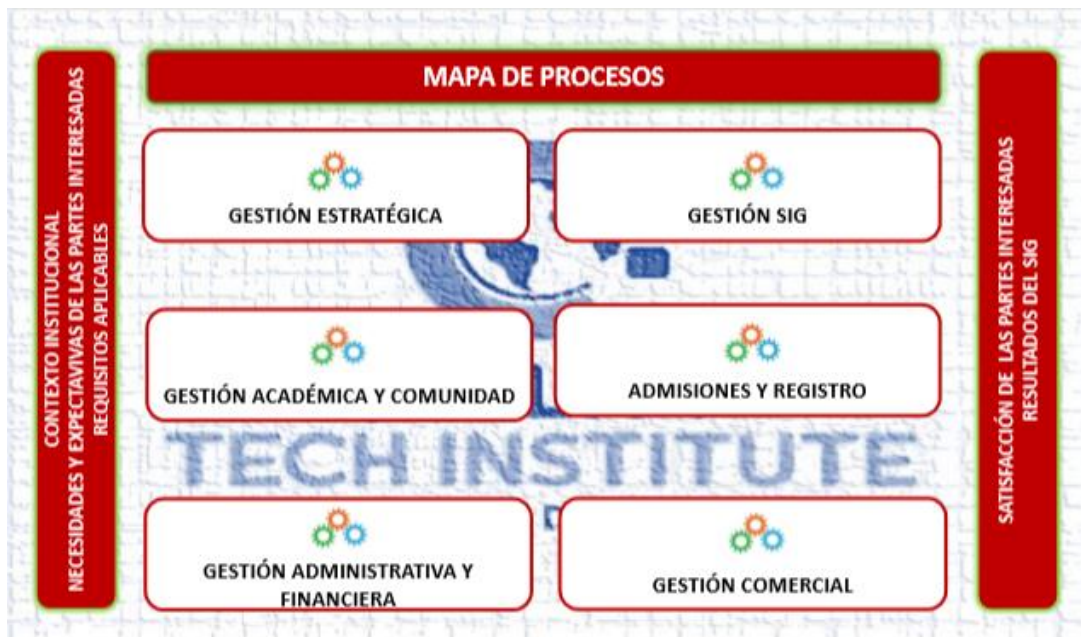 MAPA DE PROCESOS
CONTEXTO INSTITUCIONAL
NECESIDADES Y EXPECTAVIVAS DE LAS PARTES INTERESADAS
REQUISITOS APLICABLES
GESTIÓN ESTRATÉGICA
GESTIÓN SIG
GESTIÓN ACADÉMICA Y COMUNIDAD
ADMISIONES Y REGISTRO
TECH INSTITUTE
GESTIÓN ADMINISTRATIVA Y
FINANCIERA
GESTIÓN COMERCIAL
SATISFACCIÓN DE LAS PARTES INTERESADAS
RESULTADOS DEL SIG